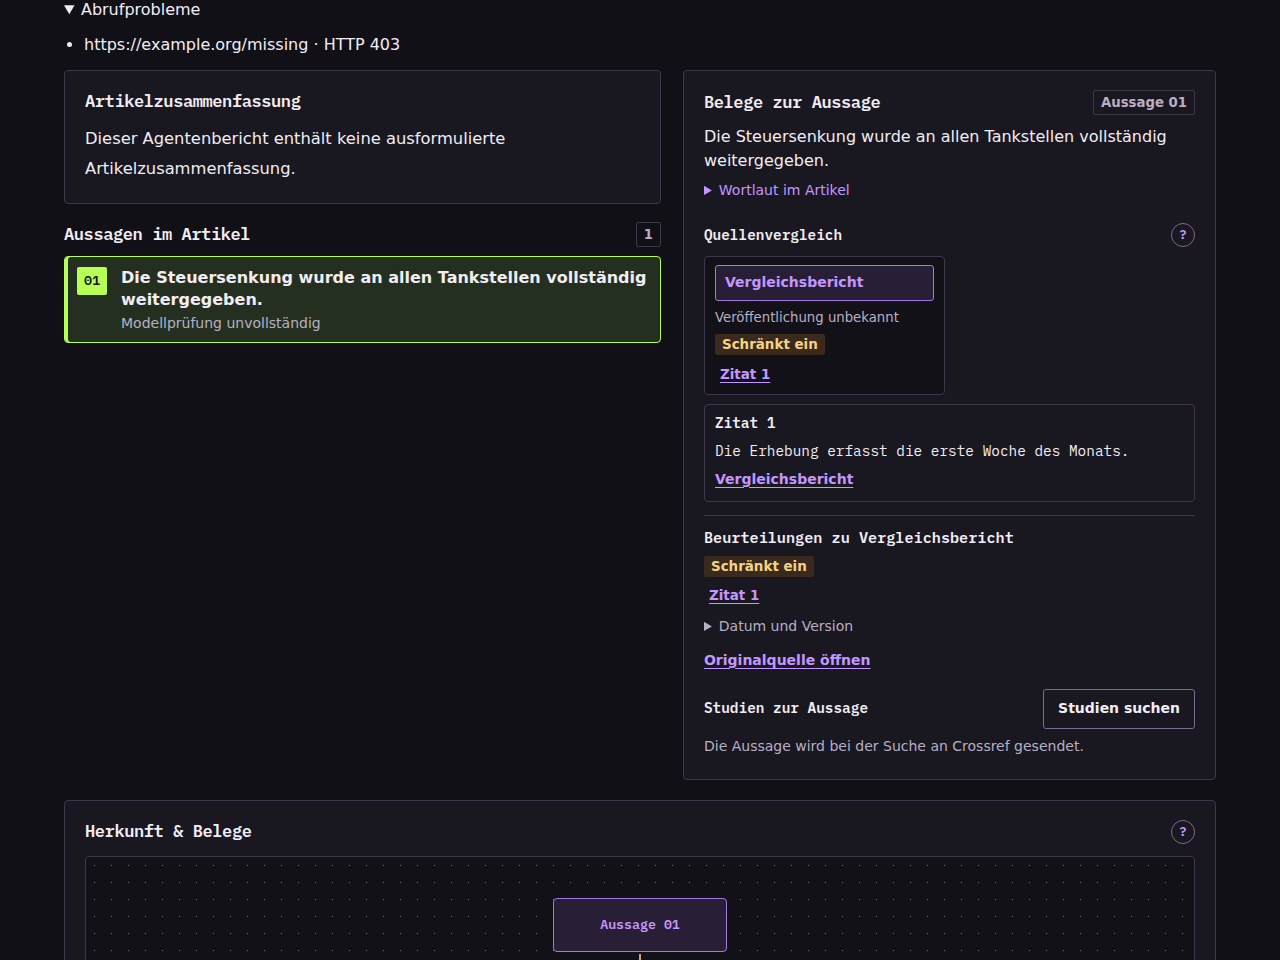 Abrufprobleme
https://example.org/missing · HTTP 403
Artikelzusammenfassung
Dieser Agentenbericht enthält keine ausformulierte
Artikelzusammenfassung.
Aussagen im Artikel
1
01
Die Steuersenkung wurde an allen Tankstellen vollständig
weitergegeben.
Modellprüfung unvollständig
Belege zur Aussage
Aussage 01
Die Steuersenkung wurde an allen Tankstellen vollständig
weitergegeben.
Wortlaut im Artikel
Quellenvergleich
?
Vergleichsbericht
Veröffentlichung unbekannt
Schränkt ein
Zitat 1
Zitat 1
Die Erhebung erfasst die erste Woche des Monats.
Vergleichsbericht
Beurteilungen zu Vergleichsbericht
Schränkt ein
Zitat 1
Datum und Version
Originalquelle öffnen
Studien zur Aussage
Studien suchen
Die Aussage wird bei der Suche an Crossref gesendet.
Herkunft & Belege
?
Aussage 01